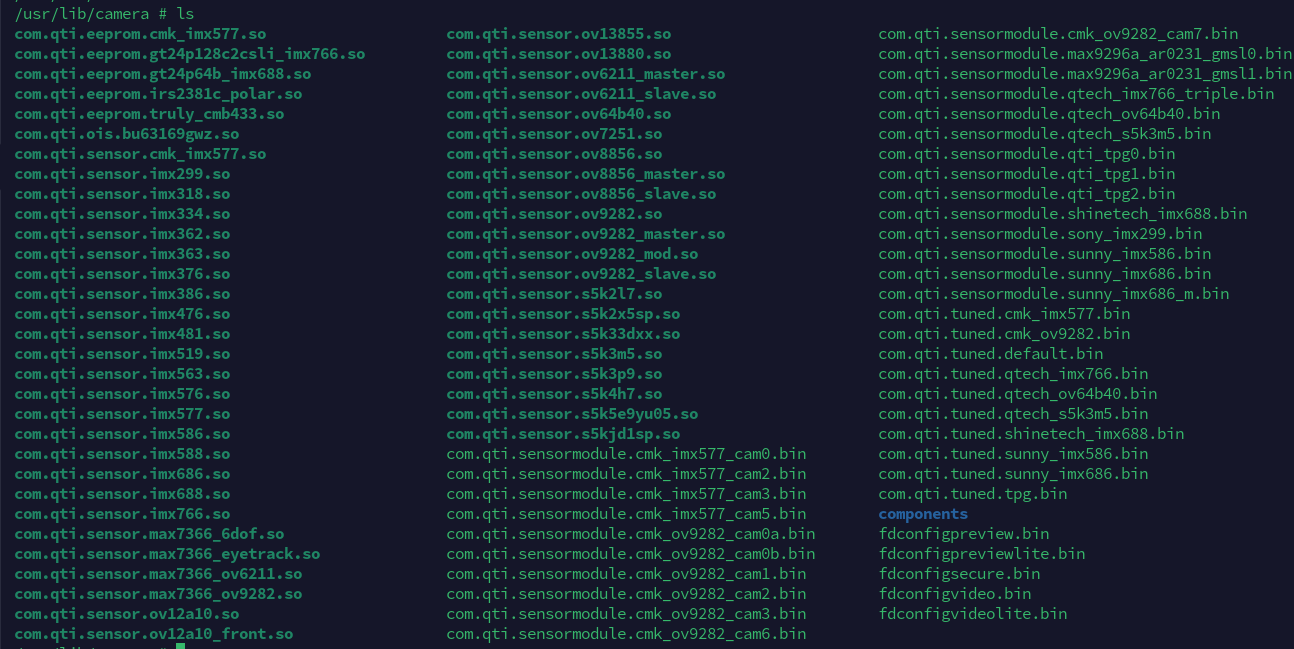 /usr/lib/camera # ls
com.qti.eeprom.cmk_imx577.so com.qti.sensor.ov13855.so com.qti.sensormodule.cmk_ov9282_cam7.bin
com.qti.eeprom.gt24p128c2csli_imx766.so com.qti.sensor.ov13880.so com.qti.sensormodule.max9296a_ar0231_gmsl0.bin
com.qti.eeprom.gt24p64b_imx688.so com.qti.sensor.ov6211_master.so com.qti.sensormodule.max9296a_ar0231_gmsl1.bin
com.qti.eeprom.irs2381c_polar.so com.qti.sensor.ov6211_slave.so com.qti.sensormodule.qtech_imx766_triple.bin
com.qti.eeprom.truly_cmb433.so com.qti.sensor.ov64b40.so com.qti.sensormodule.qtech_ov64b40.bin
com.qti.ois.bu63169gwz.so com.qti.sensor.ov7251.so com.qti.sensormodule.qtech_s5k3m5.bin
com.qti.sensor.cmk_imx577.so com.qti.sensor.ov8856.so com.qti.sensormodule.qti_tpg0.bin
com.qti.sensor.imx299.so com.qti.sensor.ov8856_master.so com.qti.sensormodule.qti_tpg1.bin
com.qti.sensor.imx318.so com.qti.sensor.ov8856_slave.so com.qti.sensormodule.qti_tpg2.bin
com.qti.sensor.imx334.so com.qti.sensor.ov9282.so com.qti.sensormodule.shinetech_imx688.bin
com.qti.sensor.imx362.so com.qti.sensor.ov9282_master.so com.qti.sensormodule.sony_imx299.bin
com.qti.sensor.imx363.so com.qti.sensor.ov9282_mod.so com.qti.sensormodule.sunny_imx586.bin
com.qti.sensor.imx376.so com.qti.sensor.ov9282_slave.so com.qti.sensormodule.sunny_imx686.bin
com.qti.sensor.imx386.so com.qti.sensor.s5k2l7.so com.qti.sensormodule.sunny_imx686_m.bin
com.qti.sensor.imx476.so com.qti.sensor.s5k2x5sp.so com.qti.tuned.cmk_imx577.bin
com.qti.sensor.imx481.so com.qti.sensor.s5k33dxx.so com.qti.tuned.cmk_ov9282.bin
com.qti.sensor.imx519.so com.qti.sensor.s5k3m5.so com.qti.tuned.default.bin
com.qti.sensor.imx563.so com.qti.sensor.s5k3p9.so com.qti.tuned.qtech_imx766.bin
com.qti.sensor.imx576.so com.qti.sensor.s5k4h7.so com.qti.tuned.qtech_ov64b40.bin
com.qti.sensor.imx577.so com.qti.sensor.s5k5e9yu05.so com.qti.tuned.qtech_s5k3m5.bin
com.qti.sensor.imx586.so com.qti.sensor.s5kjd1sp.so com.qti.tuned.shinetech_imx688.bin
com.qti.sensor.imx588.so com.qti.sensormodule.cmk_imx577_cam0.bin com.qti.tuned.sunny_imx586.bin
com.qti.sensor.imx686.so com.qti.sensormodule.cmk_imx577_cam2.bin com.qti.tuned.sunny_imx686.bin
com.qti.sensor.imx688.so com.qti.sensormodule.cmk_imx577_cam3.bin com.qti.tuned.tpg.bin
com.qti.sensor.imx766.so com.qti.sensormodule.cmk_imx577_cam5.bin components
com.qti.sensor.max7366_6dof.so com.qti.sensormodule.cmk_ov9282_cam0a.bin fdconfigpreview.bin
com.qti.sensor.max7366_eyetrack.so com.qti.sensormodule.cmk_ov9282_cam0b.bin fdconfigpreviewlite.bin
com.qti.sensor.max7366_ov6211.so com.qti.sensormodule.cmk_ov9282_cam1.bin fdconfigsecure.bin
com.qti.sensor.max7366_ov9282.so com.qti.sensormodule.cmk_ov9282_cam2.bin fdconfigvideo.bin
com.qti.sensor.ov12a10.so com.qti.sensormodule.cmk_ov9282_cam3.bin fdconfigvideolite.bin
com.qti.sensor.ov12a10_front.so com.qti.sensormodule.cmk_ov9282_cam6.bin